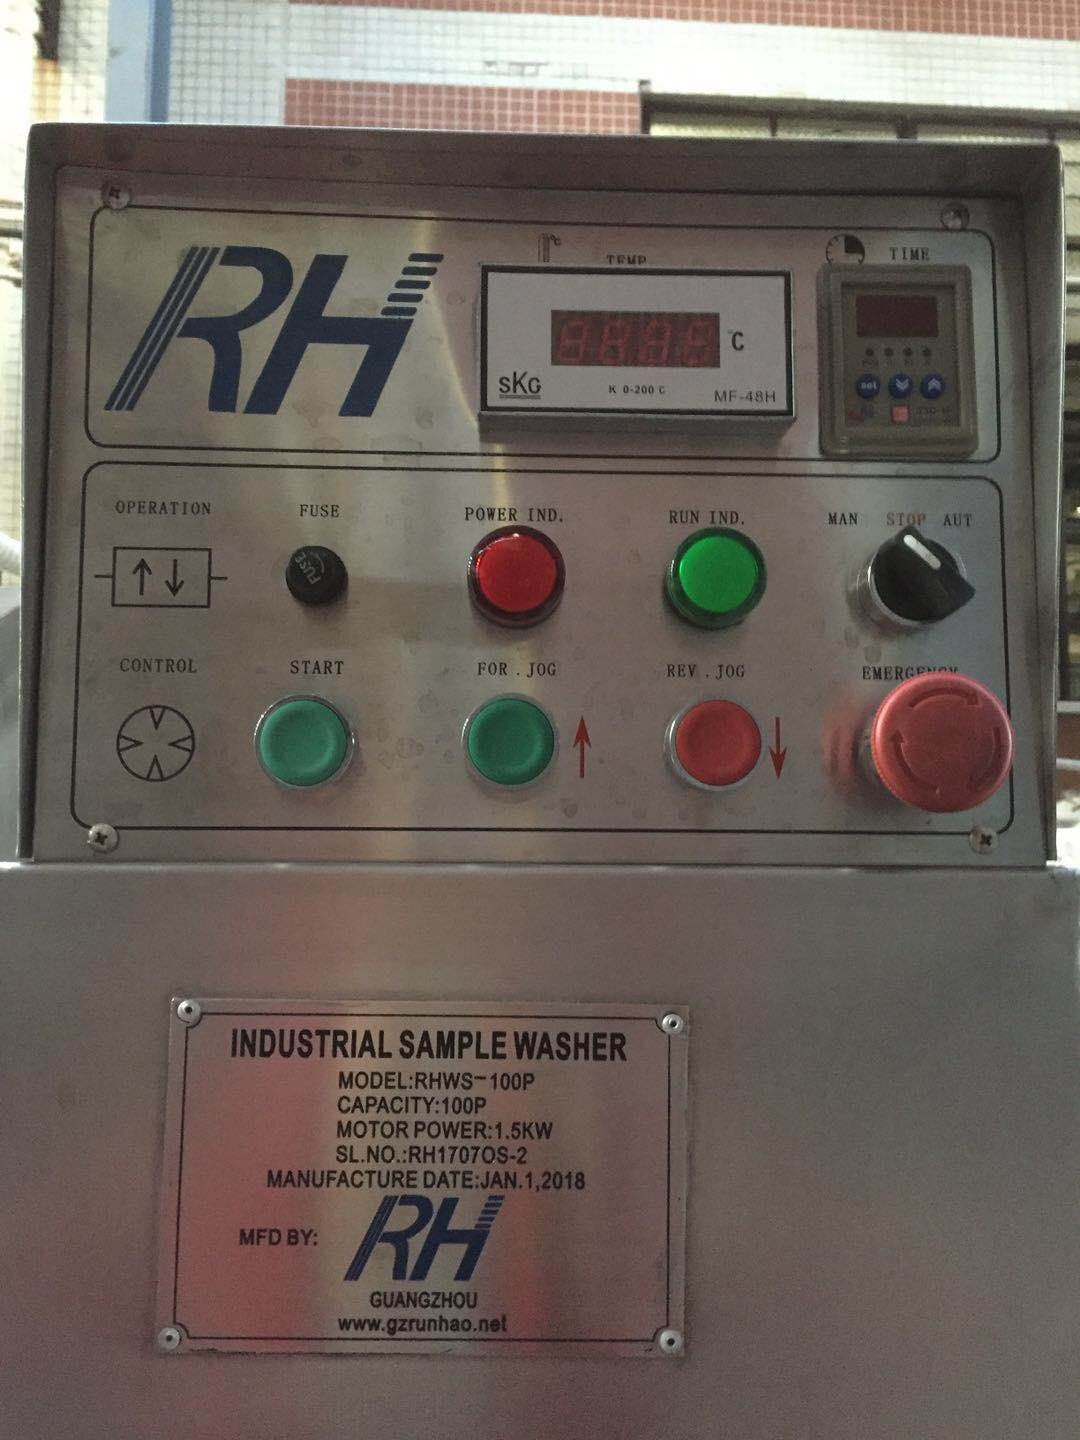 RH
°C
TEMP
TIME
°C
SKG
K 0-200 C
MF-48H
set
OPERATION
FUSE
POWER IND.
RUN IND.
MAN STOP AUT
FUSE
CONTROL
START
FOR.JOG
REV.JOG
EMERGENCY
INDUSTRIAL SAMPLE WASHER
MODEL:RHWS-100P
CAPACITY:100P
MOTOR POWER:1.5KW
SL.NO.:RH1707OS-2
MANUFACTURE DATE:JAN.1,2018
MFD BY:
RH
GUANGZHOU
www.gzrunhao.net